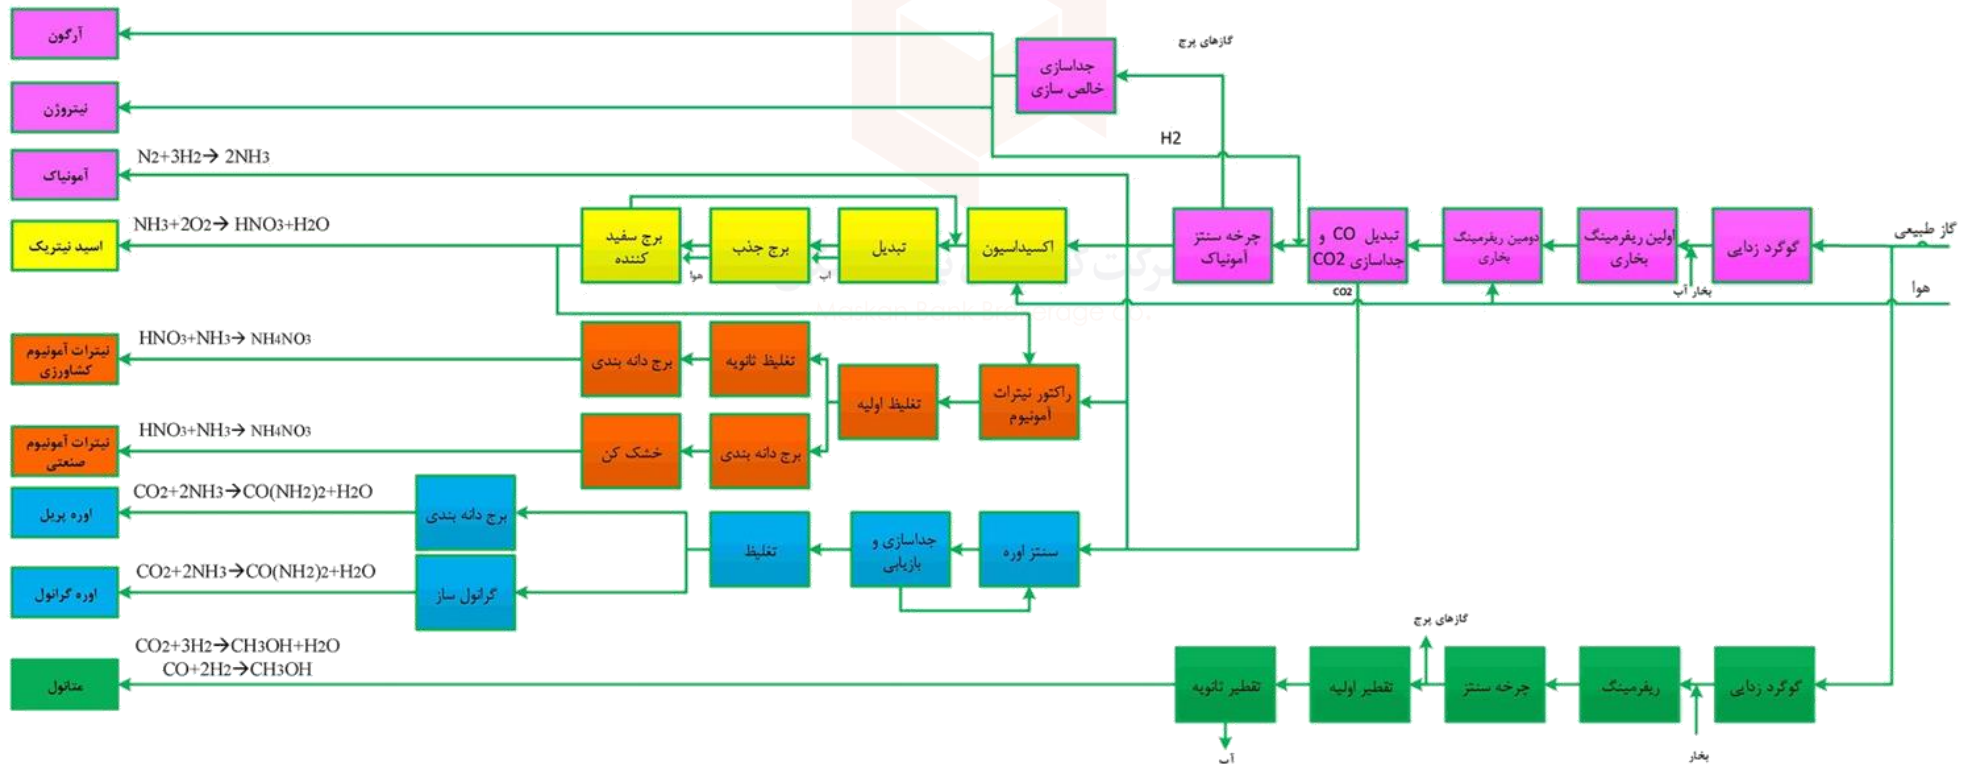 آرگون
جداسازی
خالص سازی
گازهای پرج
نیتروژن
H2
N2+3H2→ 2NH3
آمونیاک
NH3+2O2→ HNO3+H2O
اسید نیتریک
برج سفید
کننده
هوا
برج جذب
آب
تبدیل
اکسیداسیون
چرخه سنتز
آمونیاک
تبدیل CO و
جداسازی CO2
CO2
دومین ریفرمینگ
بخاری
اولین ریفرمینگ
بخاری
بخار آب
گوگرد زدایی
گاز طبیعی
هوا
HNO3+NH3→ NH4NO3
نیترات آمونیوم
کشاورزی
برج دانه بندی
تغلیظ ثانویه
تغلیظ اولیه
راکتور نیترات
آمونیوم
HNO3+NH3→ NH4NO3
نیترات آمونیوم
صنعتی
خشک کن
برج دانه بندی
CO2+2NH3→CO(NH2)2+H2O
اوره پریل
برج دانه بندی
تغلیظ
جداسازی و
بازیابی
سنتز اوره
CO2+2NH3→CO(NH2)2+H2O
اوره گرانول
گرانول ساز
CO2+3H2→CH3OH+H2O
CO+2H2→CH3OH
متانول
تقطیر ثانویه
آب
تقطیر اولیه
گازهای پرج
چرخه سنتز
ریفرمینگ
بخار
گوگرد زدایی